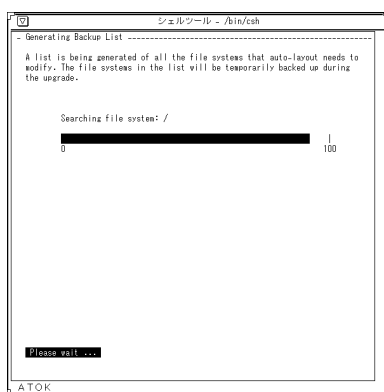 シェルツール - /bin/csh
- Generating Backup List --------------------------------------------------
A list is being generated of all the file systems that auto-layout needs to
modify. The file systems in the list will be temporarily backed up during
the upgrade.
Searching file system: /
0 100
Please wait ...
ATOK